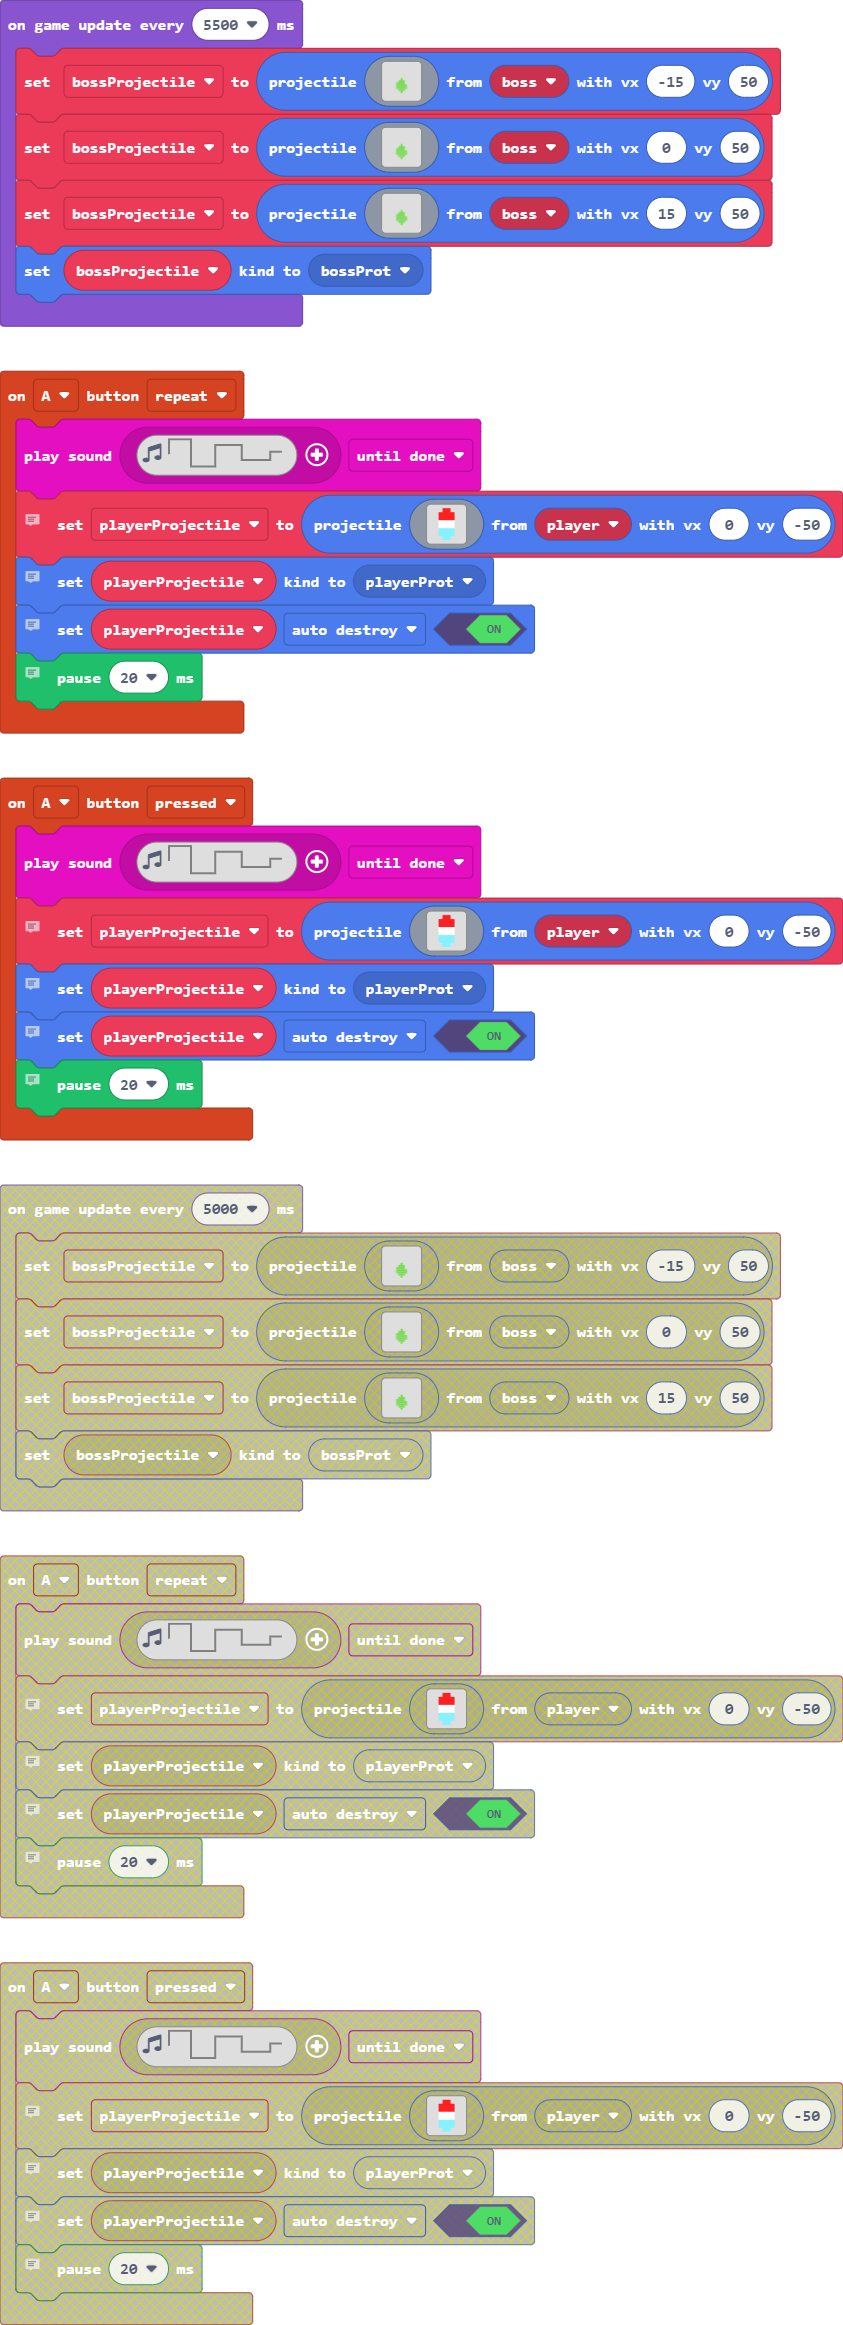 on game update every 5500 ms
set bossProjectile to projectile from boss with vx -15 vy 50
set bossProjectile to projectile from boss with vx 0 vy 50
set bossProjectile to projectile from boss with vx 15 vy 50
set bossProjectile kind to bossProt
on A button repeat
play sound until done
set playerProjectile to projectile from player with vx 0 vy -50
set playerProjectile kind to playerProt
set playerProjectile auto destroy ON
pause 20 ms
on A button pressed
play sound until done
set playerProjectile to projectile from player with vx 0 vy -50
set playerProjectile kind to playerProt
set playerProjectile auto destroy ON
pause 20 ms
on game update every 5000 ms
set bossProjectile to projectile from boss with vx -15 vy 50
set bossProjectile to projectile from boss with vx 0 vy 50
set bossProjectile to projectile from boss with vx 15 vy 50
set bossProjectile kind to bossProt
on A button repeat
play sound until done
set playerProjectile to projectile from player with vx 0 vy -50
set playerProjectile kind to playerProt
set playerProjectile auto destroy ON
pause 20 ms
on A button pressed
play sound until done
set playerProjectile to projectile from player with vx 0 vy -50
set playerProjectile kind to playerProt
set playerProjectile auto destroy ON
pause 20 ms